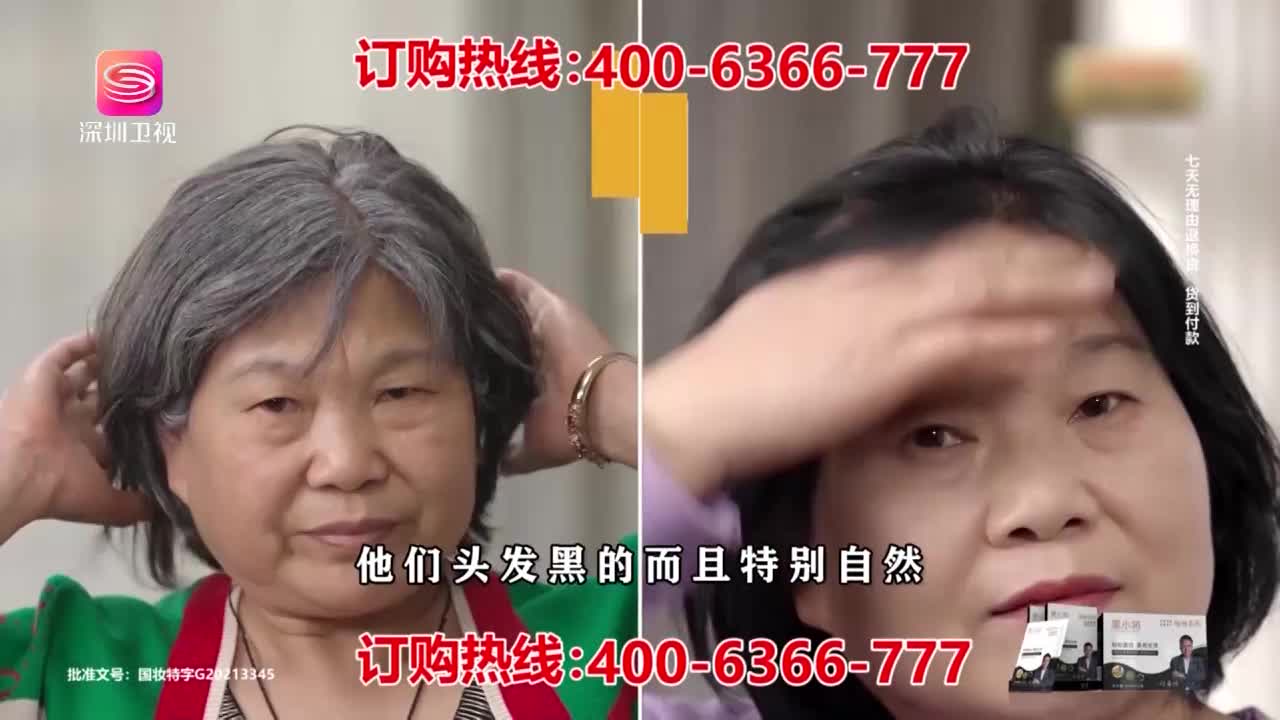 订购热线:400-6366-777
深圳卫视
七天无理由退换货 货到付款
他们头发黑的而且特别自然
订购热线:400-6366-777
批准文号：国妆特字G20213345
黑小将